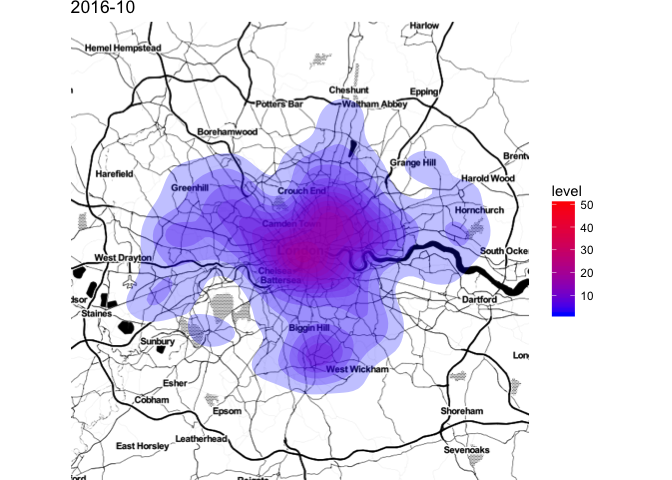 2016-10
Harlow
Hemel Hempstead
Cheshunt
Epping
Potters Bar
Waltham Abbey
Borehamwood
Grange Hill
Brentw
Harefield
Harold Wood
Greenhill
Crouch End
Hornchurch
Camden Town
South Ocke
West Drayton
Chelsea
Battersea
dsor
Staines
Dartford
Biggin Hill
Sunbury
West Wickham
Lon
Esher
Cobham
Epsom
Shoreham
East Horsley
Leatherhead
Sevenoaks
ford
Reigate
level
50
40
30
20
10